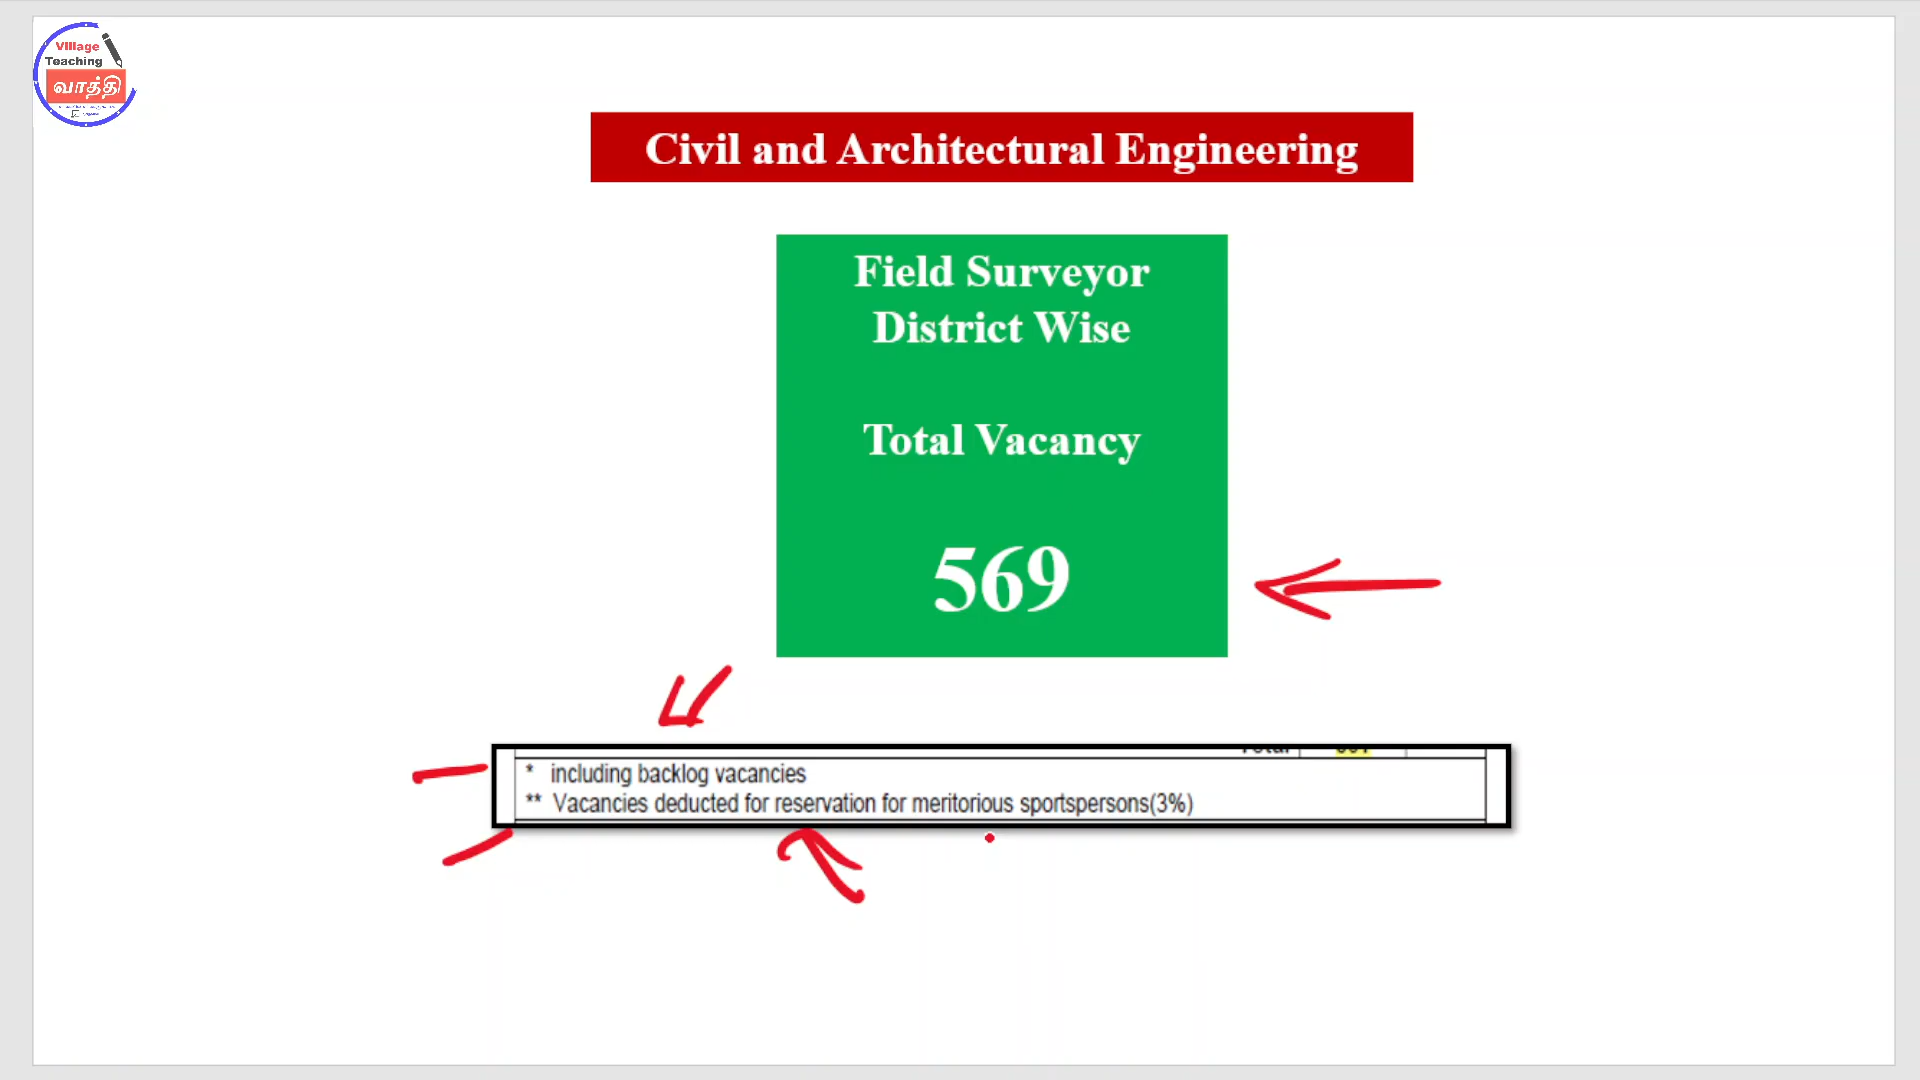 Village
Teaching
வாத்தி
Civil and Architectural Engineering
Field Surveyor
District Wise
Total Vacancy
569
* including backlog vacancies
** Vacancies deducted for reservation for meritorious sportspersons(3%)